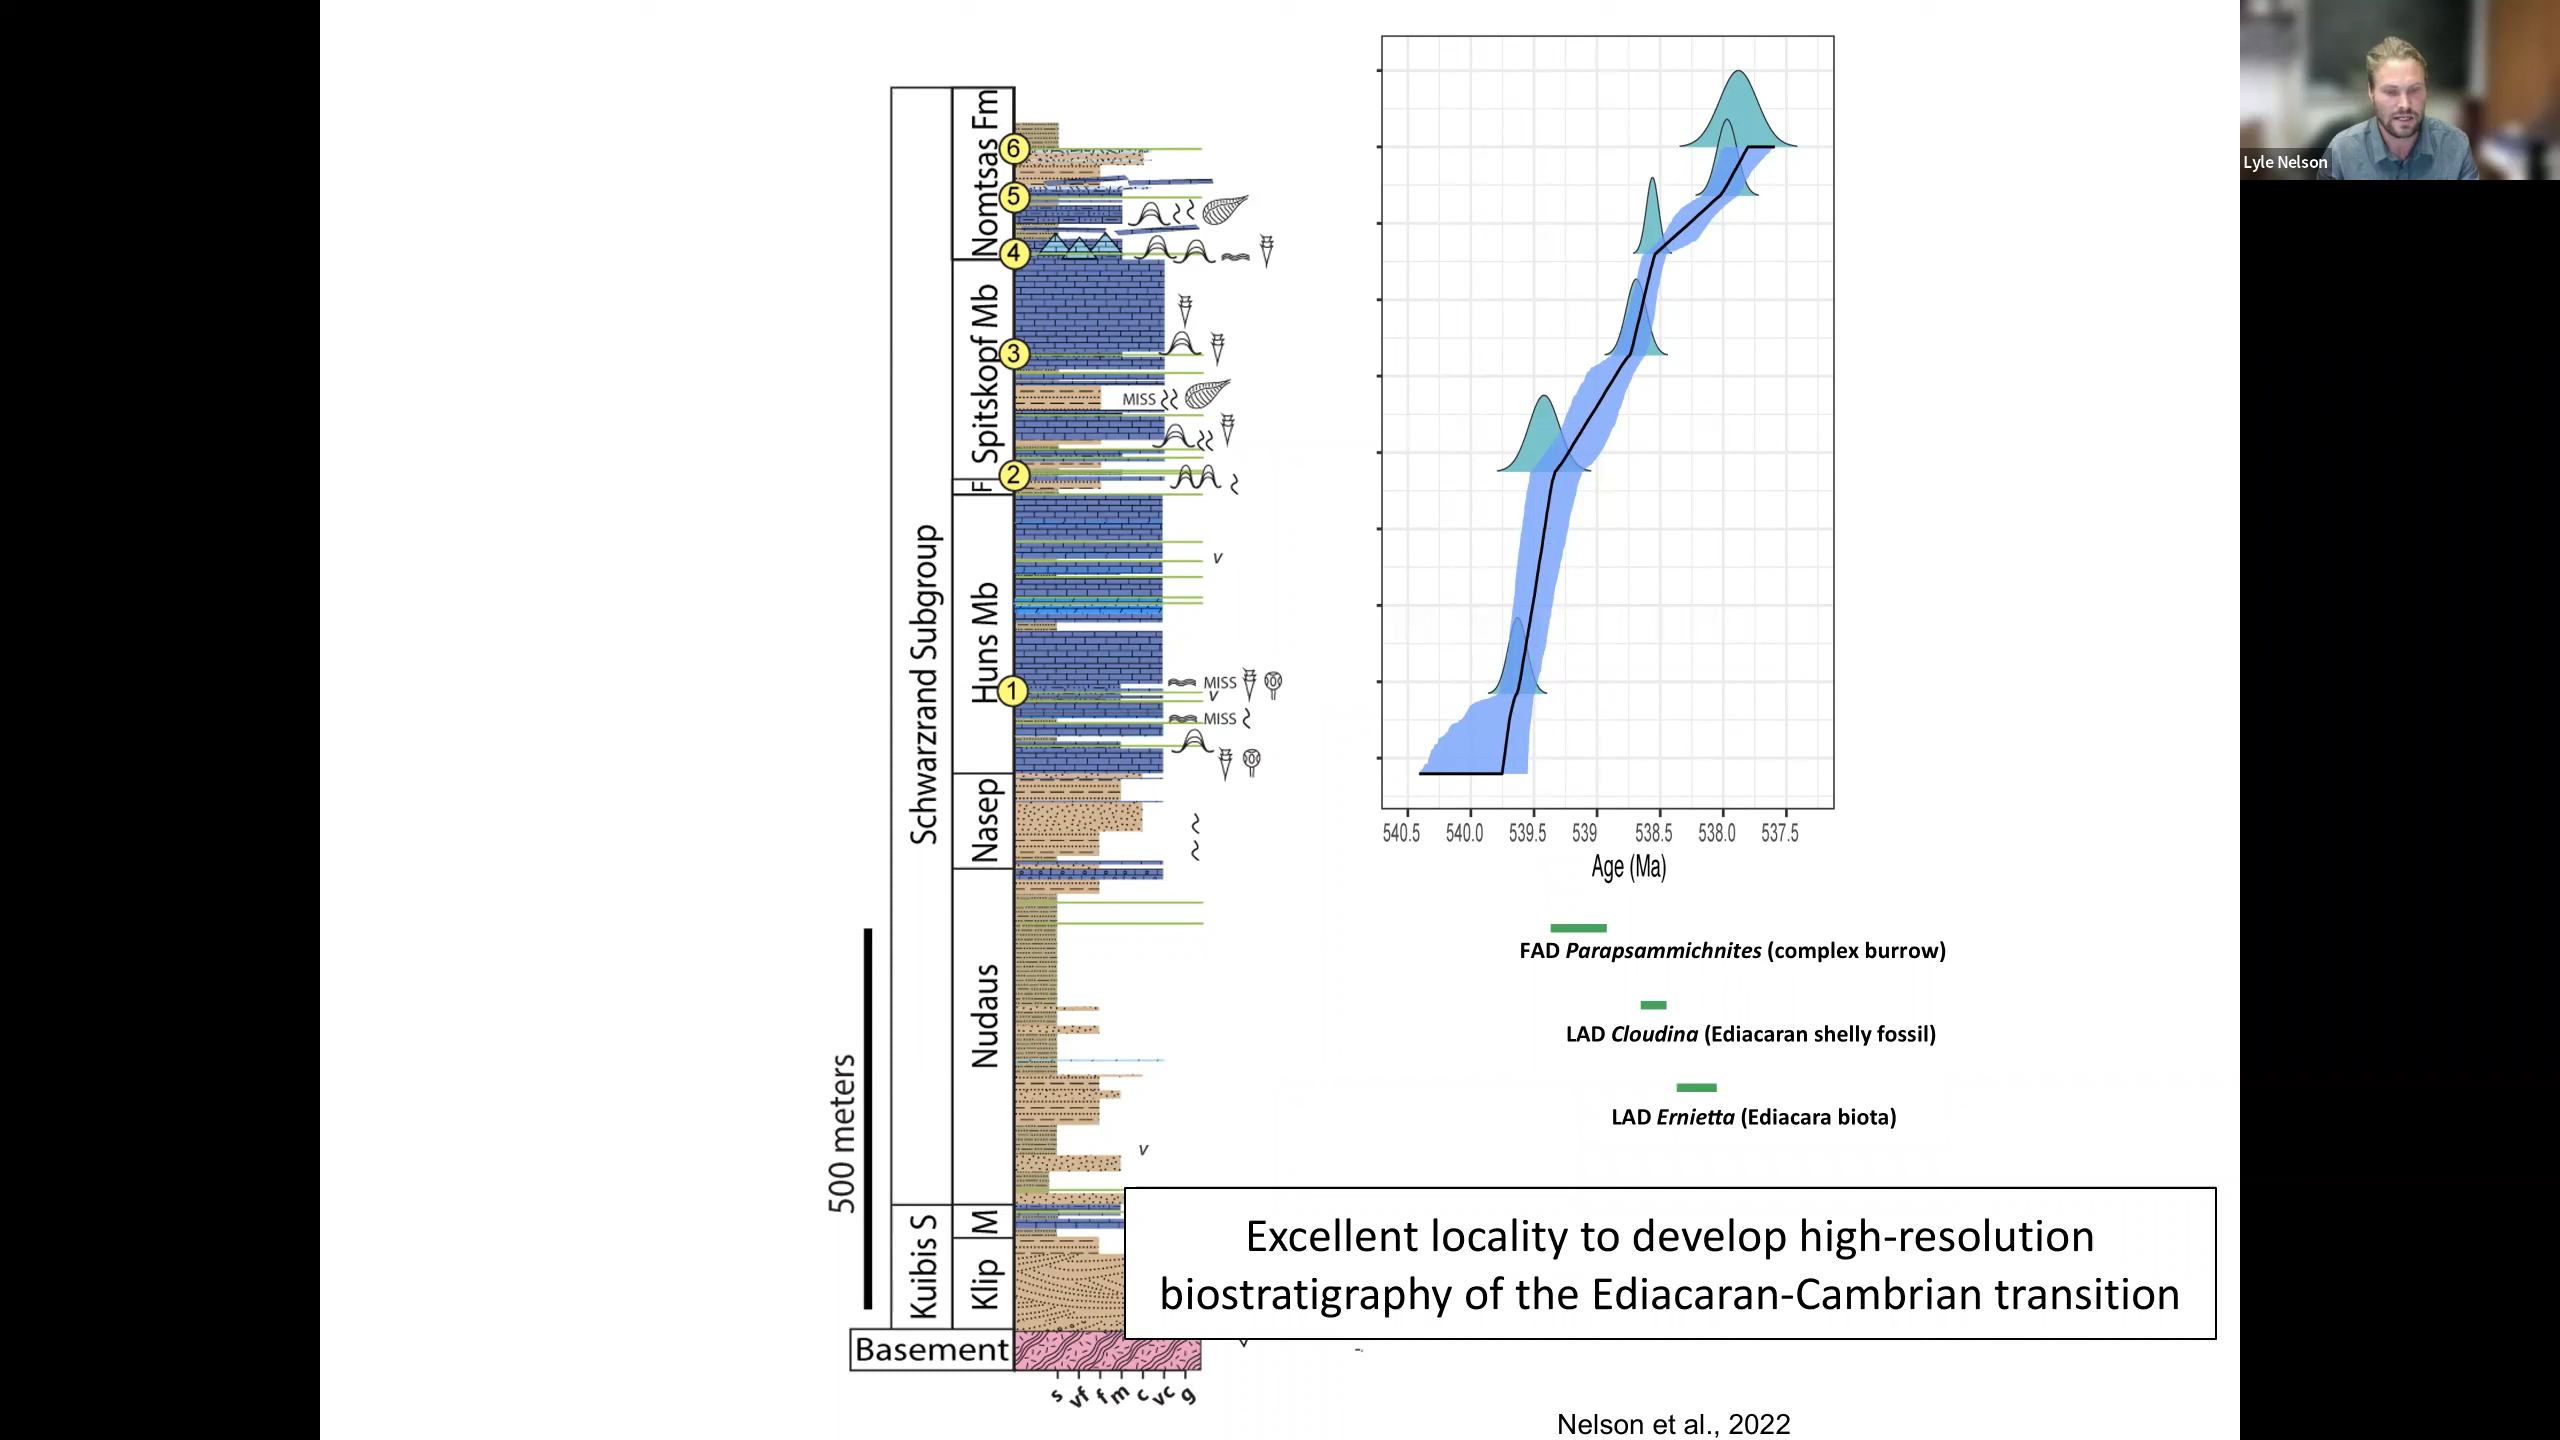 Lyle Nelson
Nomtsas Fm
Spitskopf Mb
F
Huns Mb
Nasep
Nudaus
M
Klip
Schwarzrand Subgroup
Kuibis S
Basement
500 meters
6
5
4
3
2
1
MISS
v
MISS
v
MISS
v
s vf f m c vc g
540.5 540.0 539.5 539 538.5 538.0 537.5
Age (Ma)
FAD Parapsammichnites (complex burrow)
LAD Cloudina (Ediacaran shelly fossil)
LAD Ernietta (Ediacara biota)
Excellent locality to develop high-resolution
biostratigraphy of the Ediacaran-Cambrian transition
Nelson et al., 2022